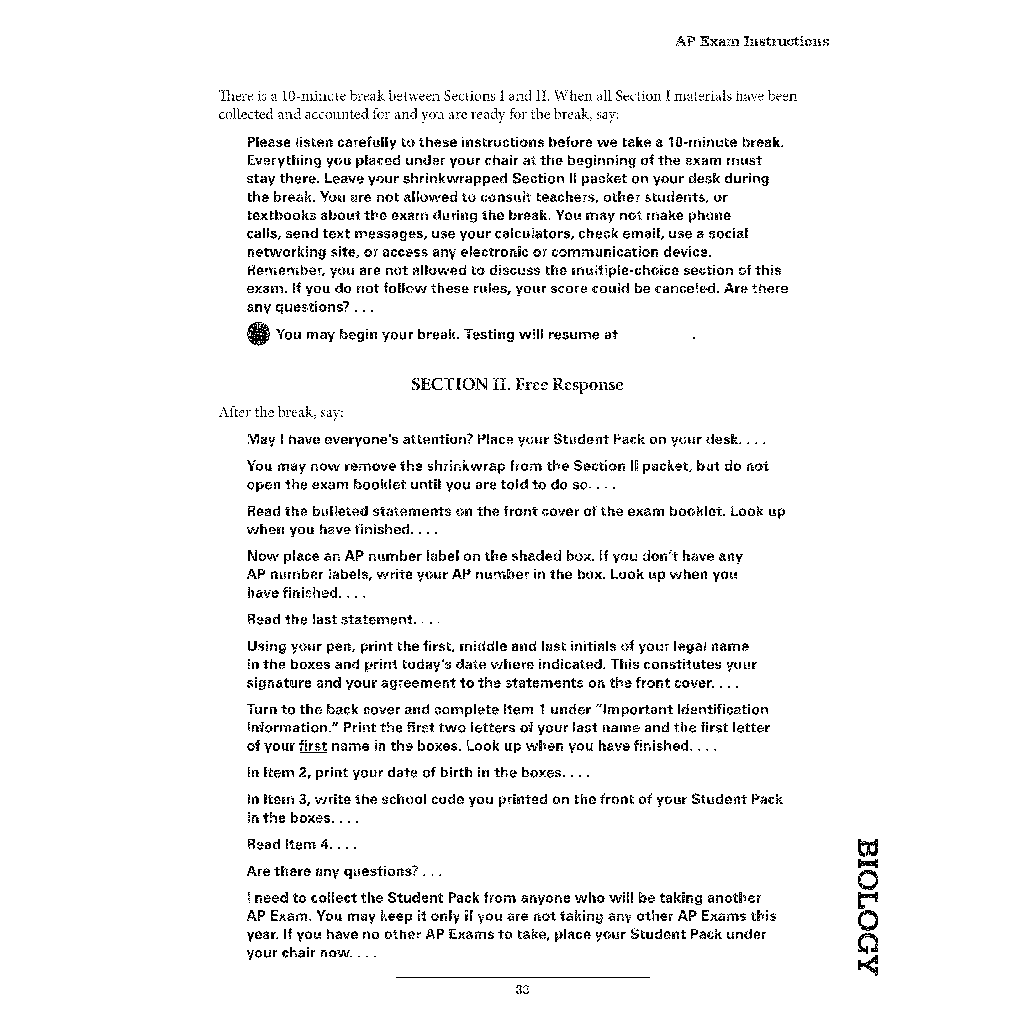 AP Exam Instructions
There is a 10-minute break between Sections I and II. When all Section I materials have been
collected and accounted for and you are ready for the break, say:
Please listen carefully to these instructions before we take a 10-minute break.
Everything you placed under your chair at the beginning of the exam must
stay there. Leave your shrinkwrapped Section II packet on your desk during
the break. You are not allowed to consult teachers, other students, or
textbooks about the exam during the break. You may not make phone
calls, send text messages, use your calculators, check email, use a social
networking site, or access any electronic or communication device.
Remember, you are not allowed to discuss the multiple-choice section of this
exam. If you do not follow these rules, your score could be canceled. Are there
any questions? . . .
You may begin your break. Testing will resume at .
SECTION II. Free Response
After the break, say:
May I have everyone's attention? Place your Student Pack on your desk. . . .
You may now remove the shrinkwrap from the Section II packet, but do not
open the exam booklet until you are told to do so. . . .
Read the bulleted statements on the front cover of the exam booklet. Look up
when you have finished. . . .
Now place an AP number label on the shaded box. If you don't have any
AP number labels, write your AP number in the box. Look up when you
have finished. . . .
Read the last statement. . . .
Using your pen, print the first, middle and last initials of your legal name
in the boxes and print today's date where indicated. This constitutes your
signature and your agreement to the statements on the front cover. . . .
Turn to the back cover and complete Item 1 under "Important Identification
Information." Print the first two letters of your last name and the first letter
of your first name in the boxes. Look up when you have finished. . . .
In Item 2, print your date of birth in the boxes. . . .
In Item 3, write the school code you printed on the front of your Student Pack
in the boxes. . . .
Read Item 4. . . .
Are there any questions? . . .
I need to collect the Student Pack from anyone who will be taking another
AP Exam. You may keep it only if you are not taking any other AP Exams this
year. If you have no other AP Exams to take, place your Student Pack under
your chair now. . . .
BIOLOGY